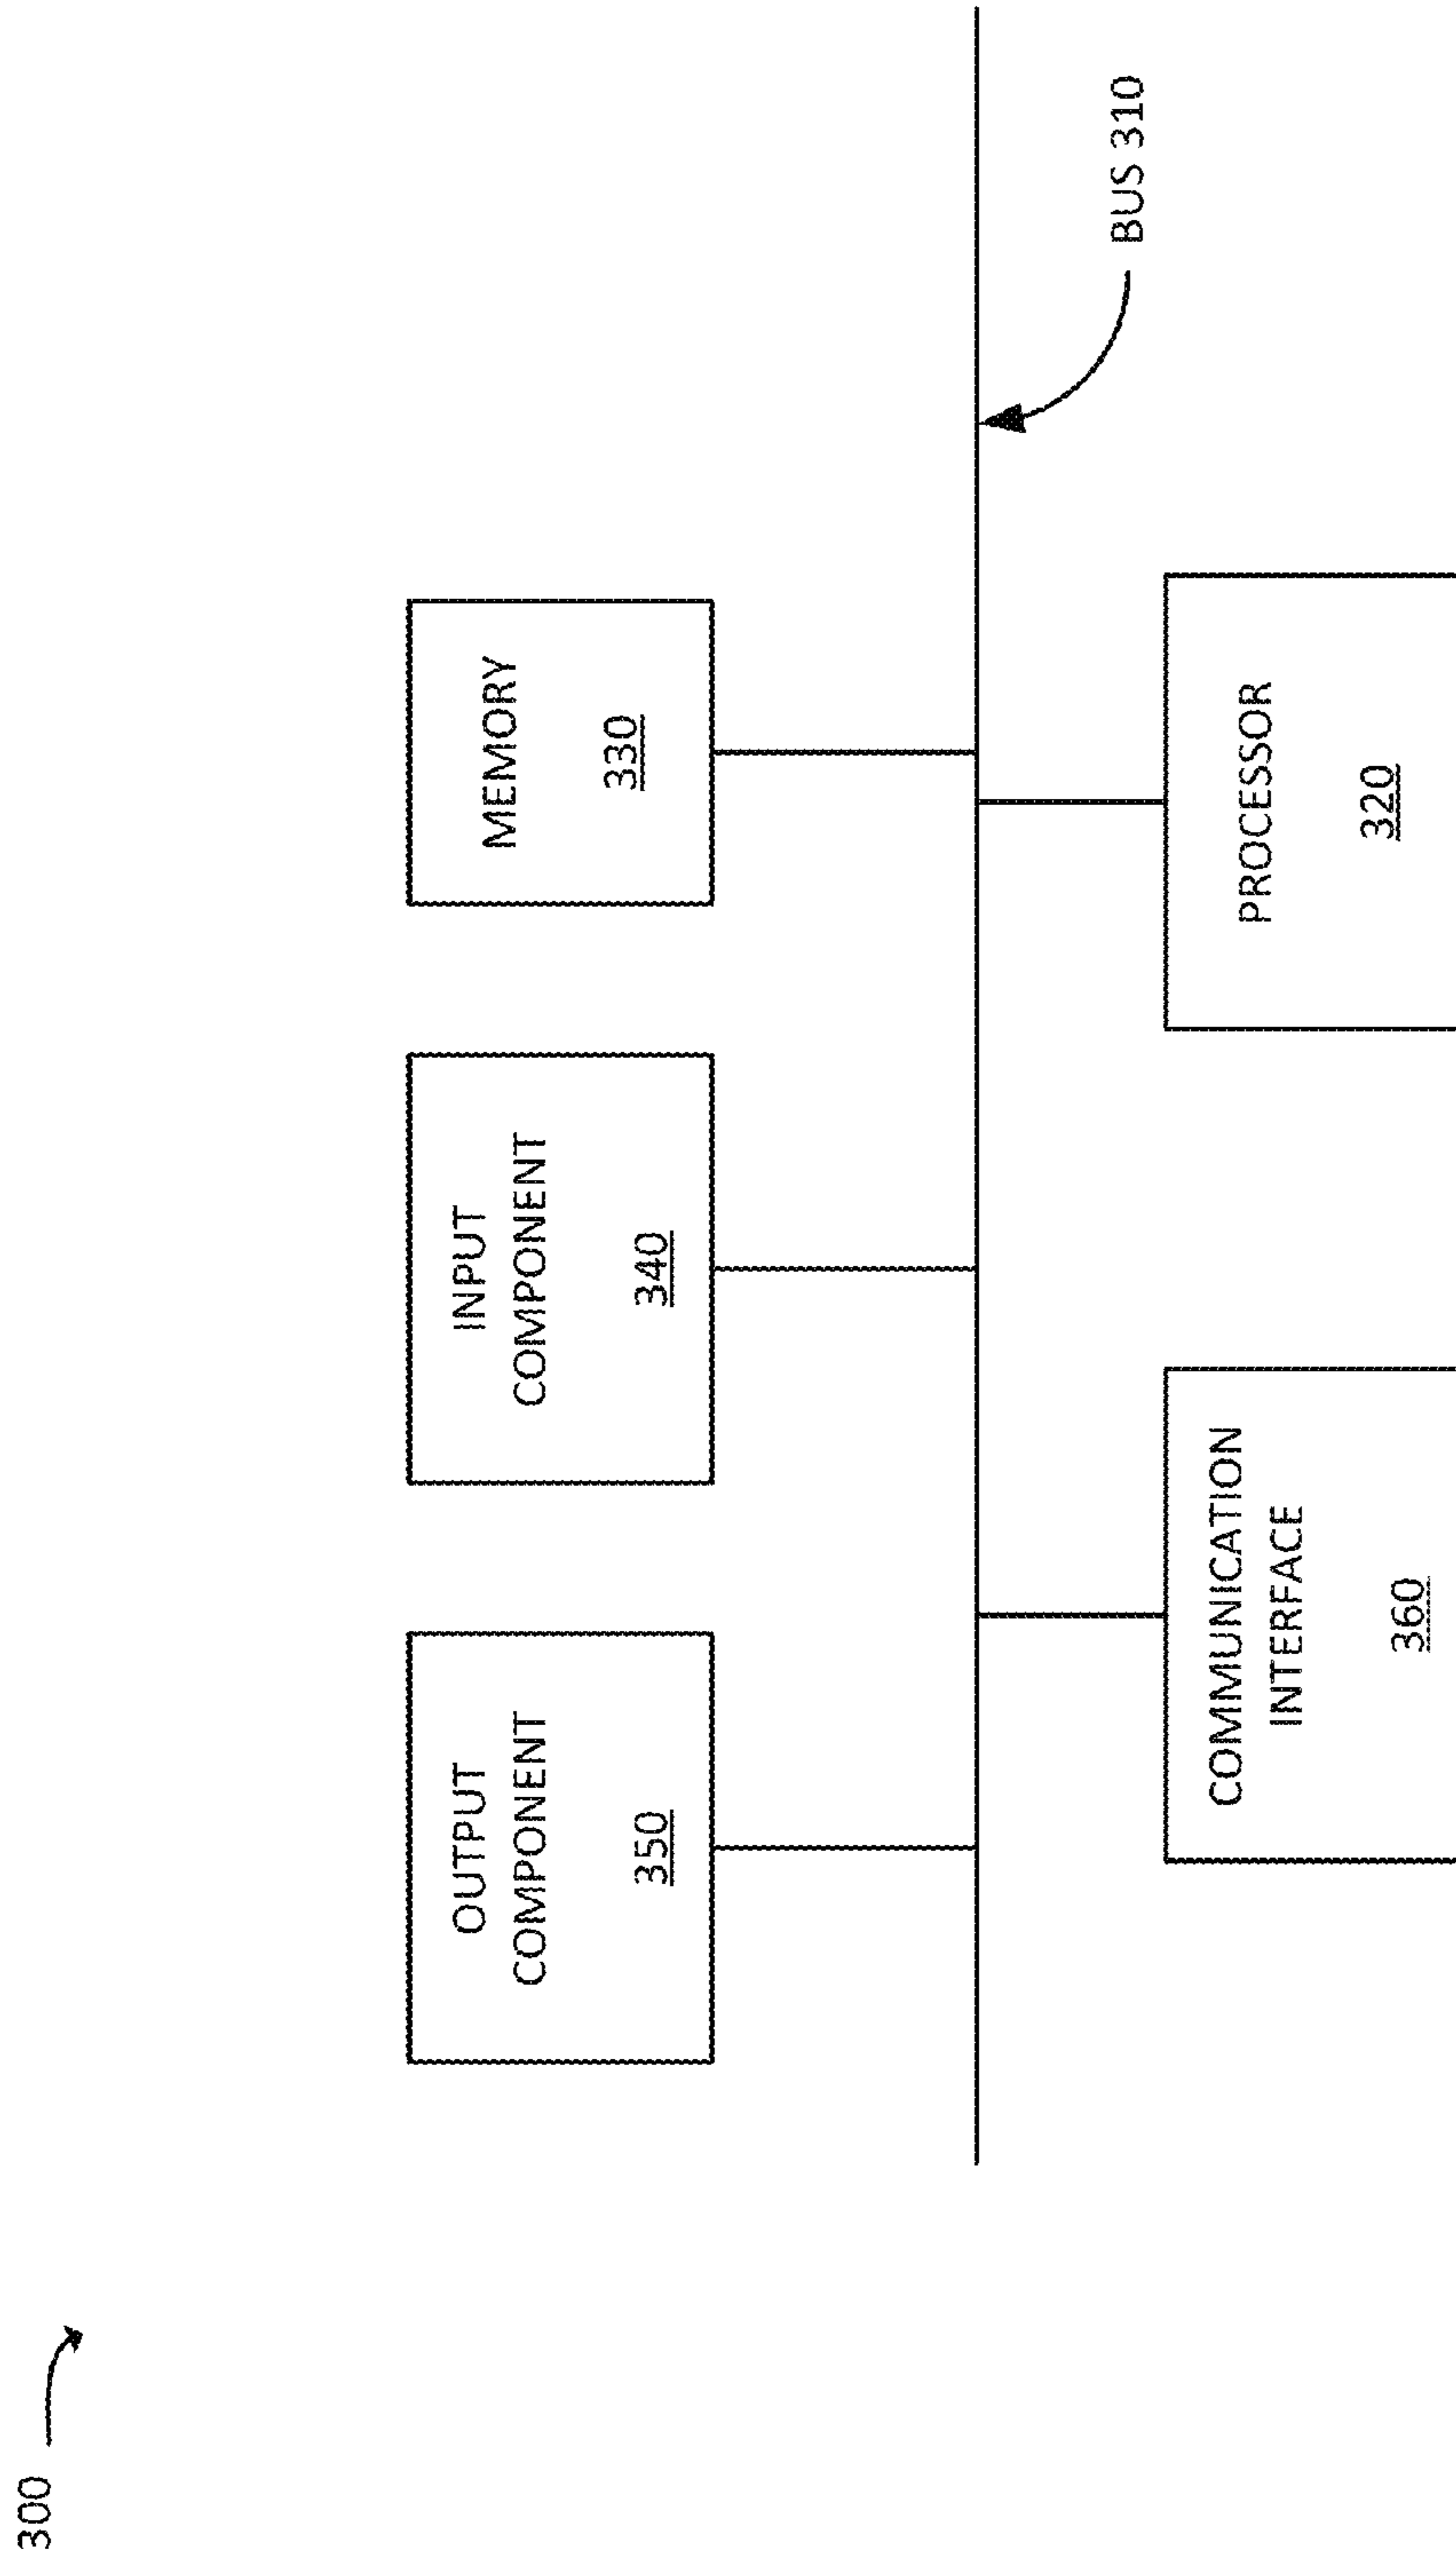 300
OUTPUT
COMPONENT
350
INPUT
COMPONENT
340
MEMORY
330
BUS 310
COMMUNICATION
INTERFACE
360
PROCESSOR
320